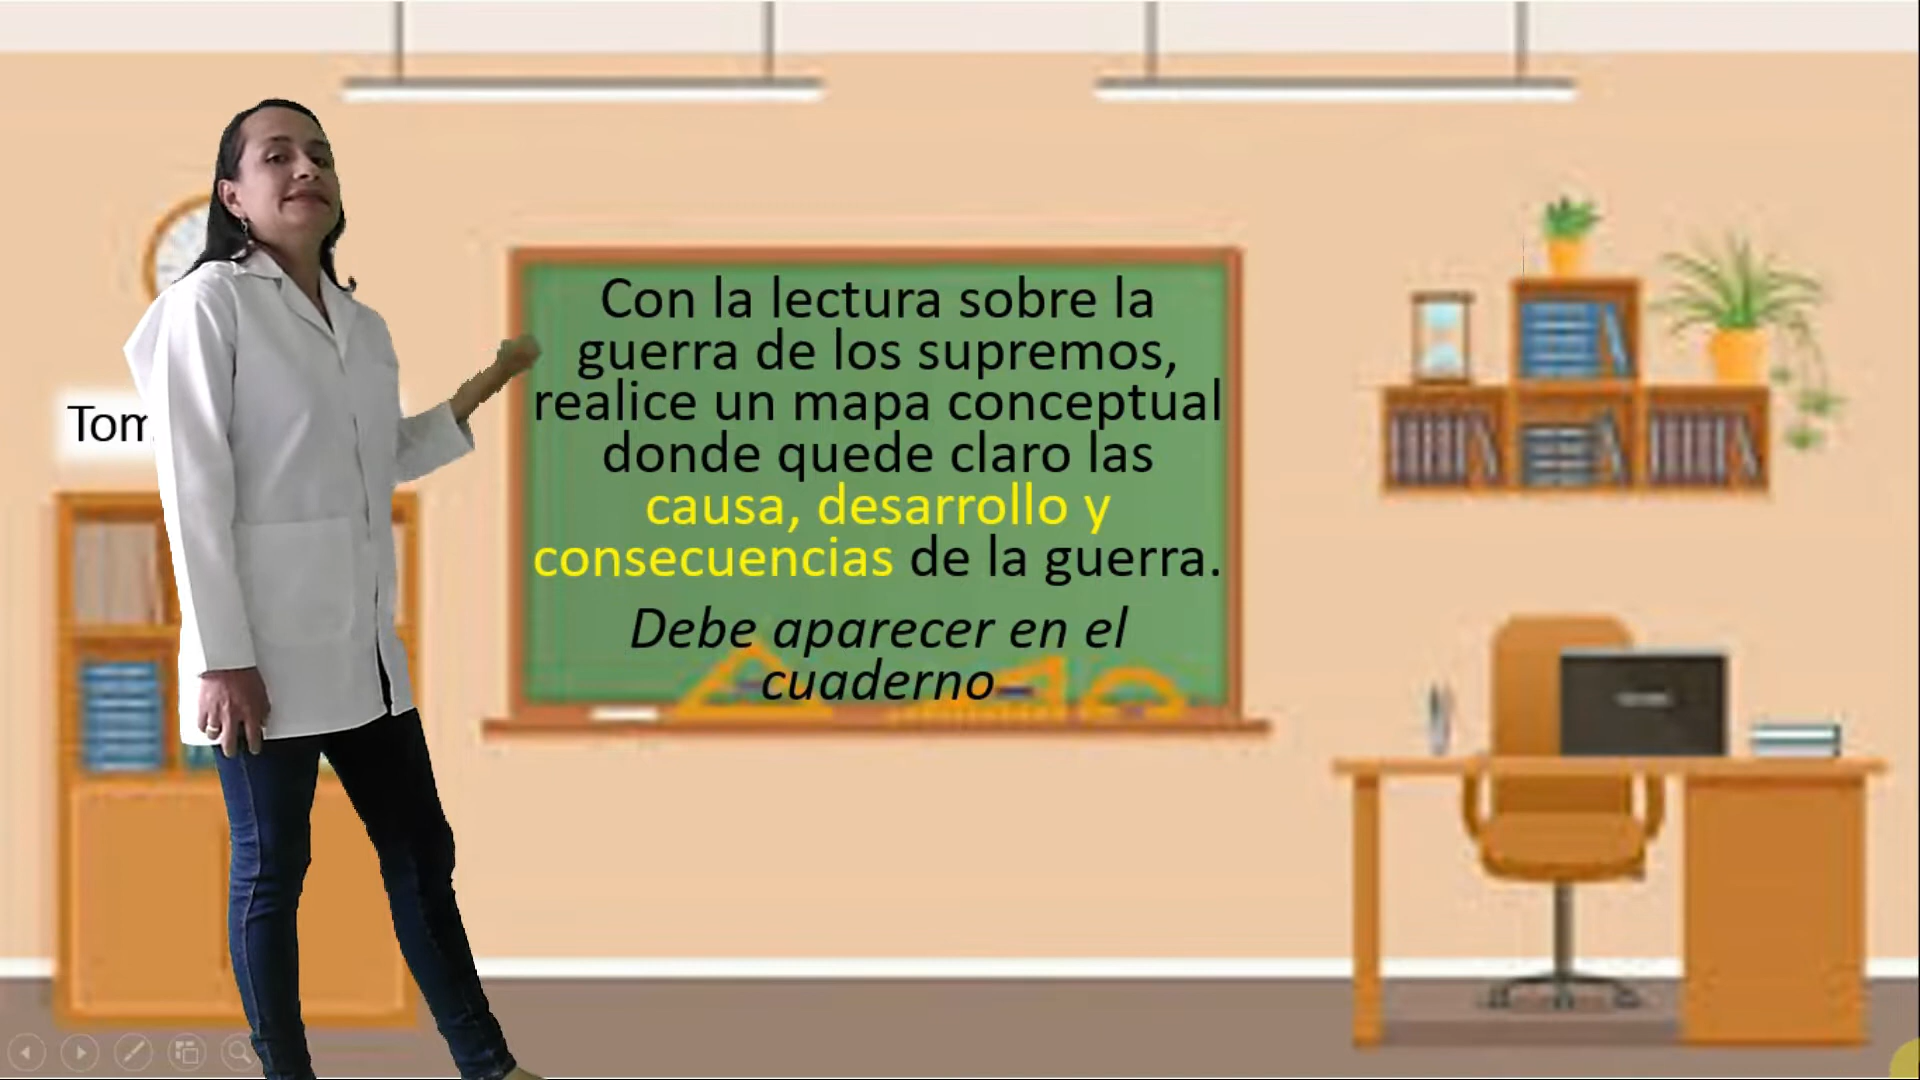 Con la lectura sobre la
guerra de los supremos,
realice un mapa conceptual
donde quede claro las
causa, desarrollo y
consecuencias de la guerra.
Debe aparecer en el
cuaderno